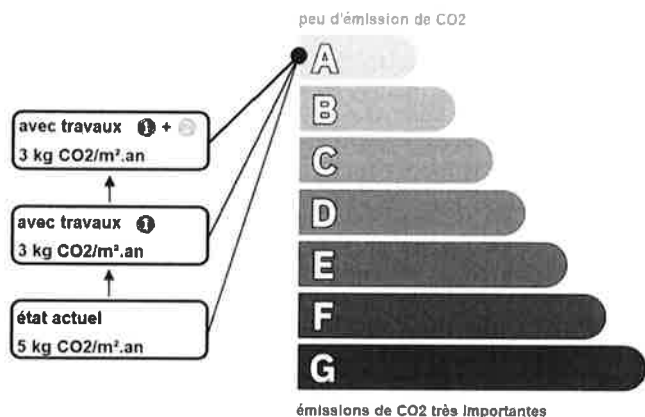 peu d'émission de CO2
A
B
C
D
E
F
G
émissions de CO2 très importantes
avec travaux 1 + 2
3 kg CO2/m².an
avec travaux 1
3 kg CO2/m².an
état actuel
5 kg CO2/m².an